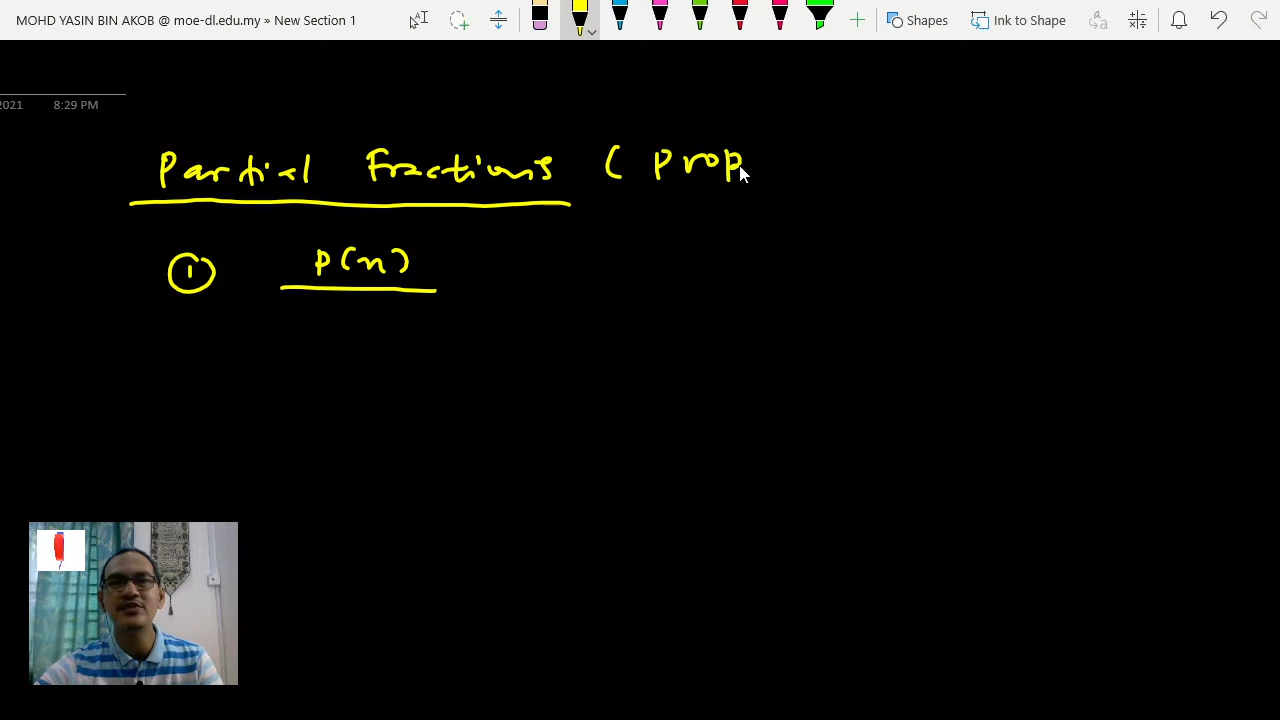 MOHD YASIN BIN AKOB @ moe-dl.edu.my » New Section 1
Shapes
Ink to Shape
2021 8:29 PM
Partial Fractions ( prop
① P(x)